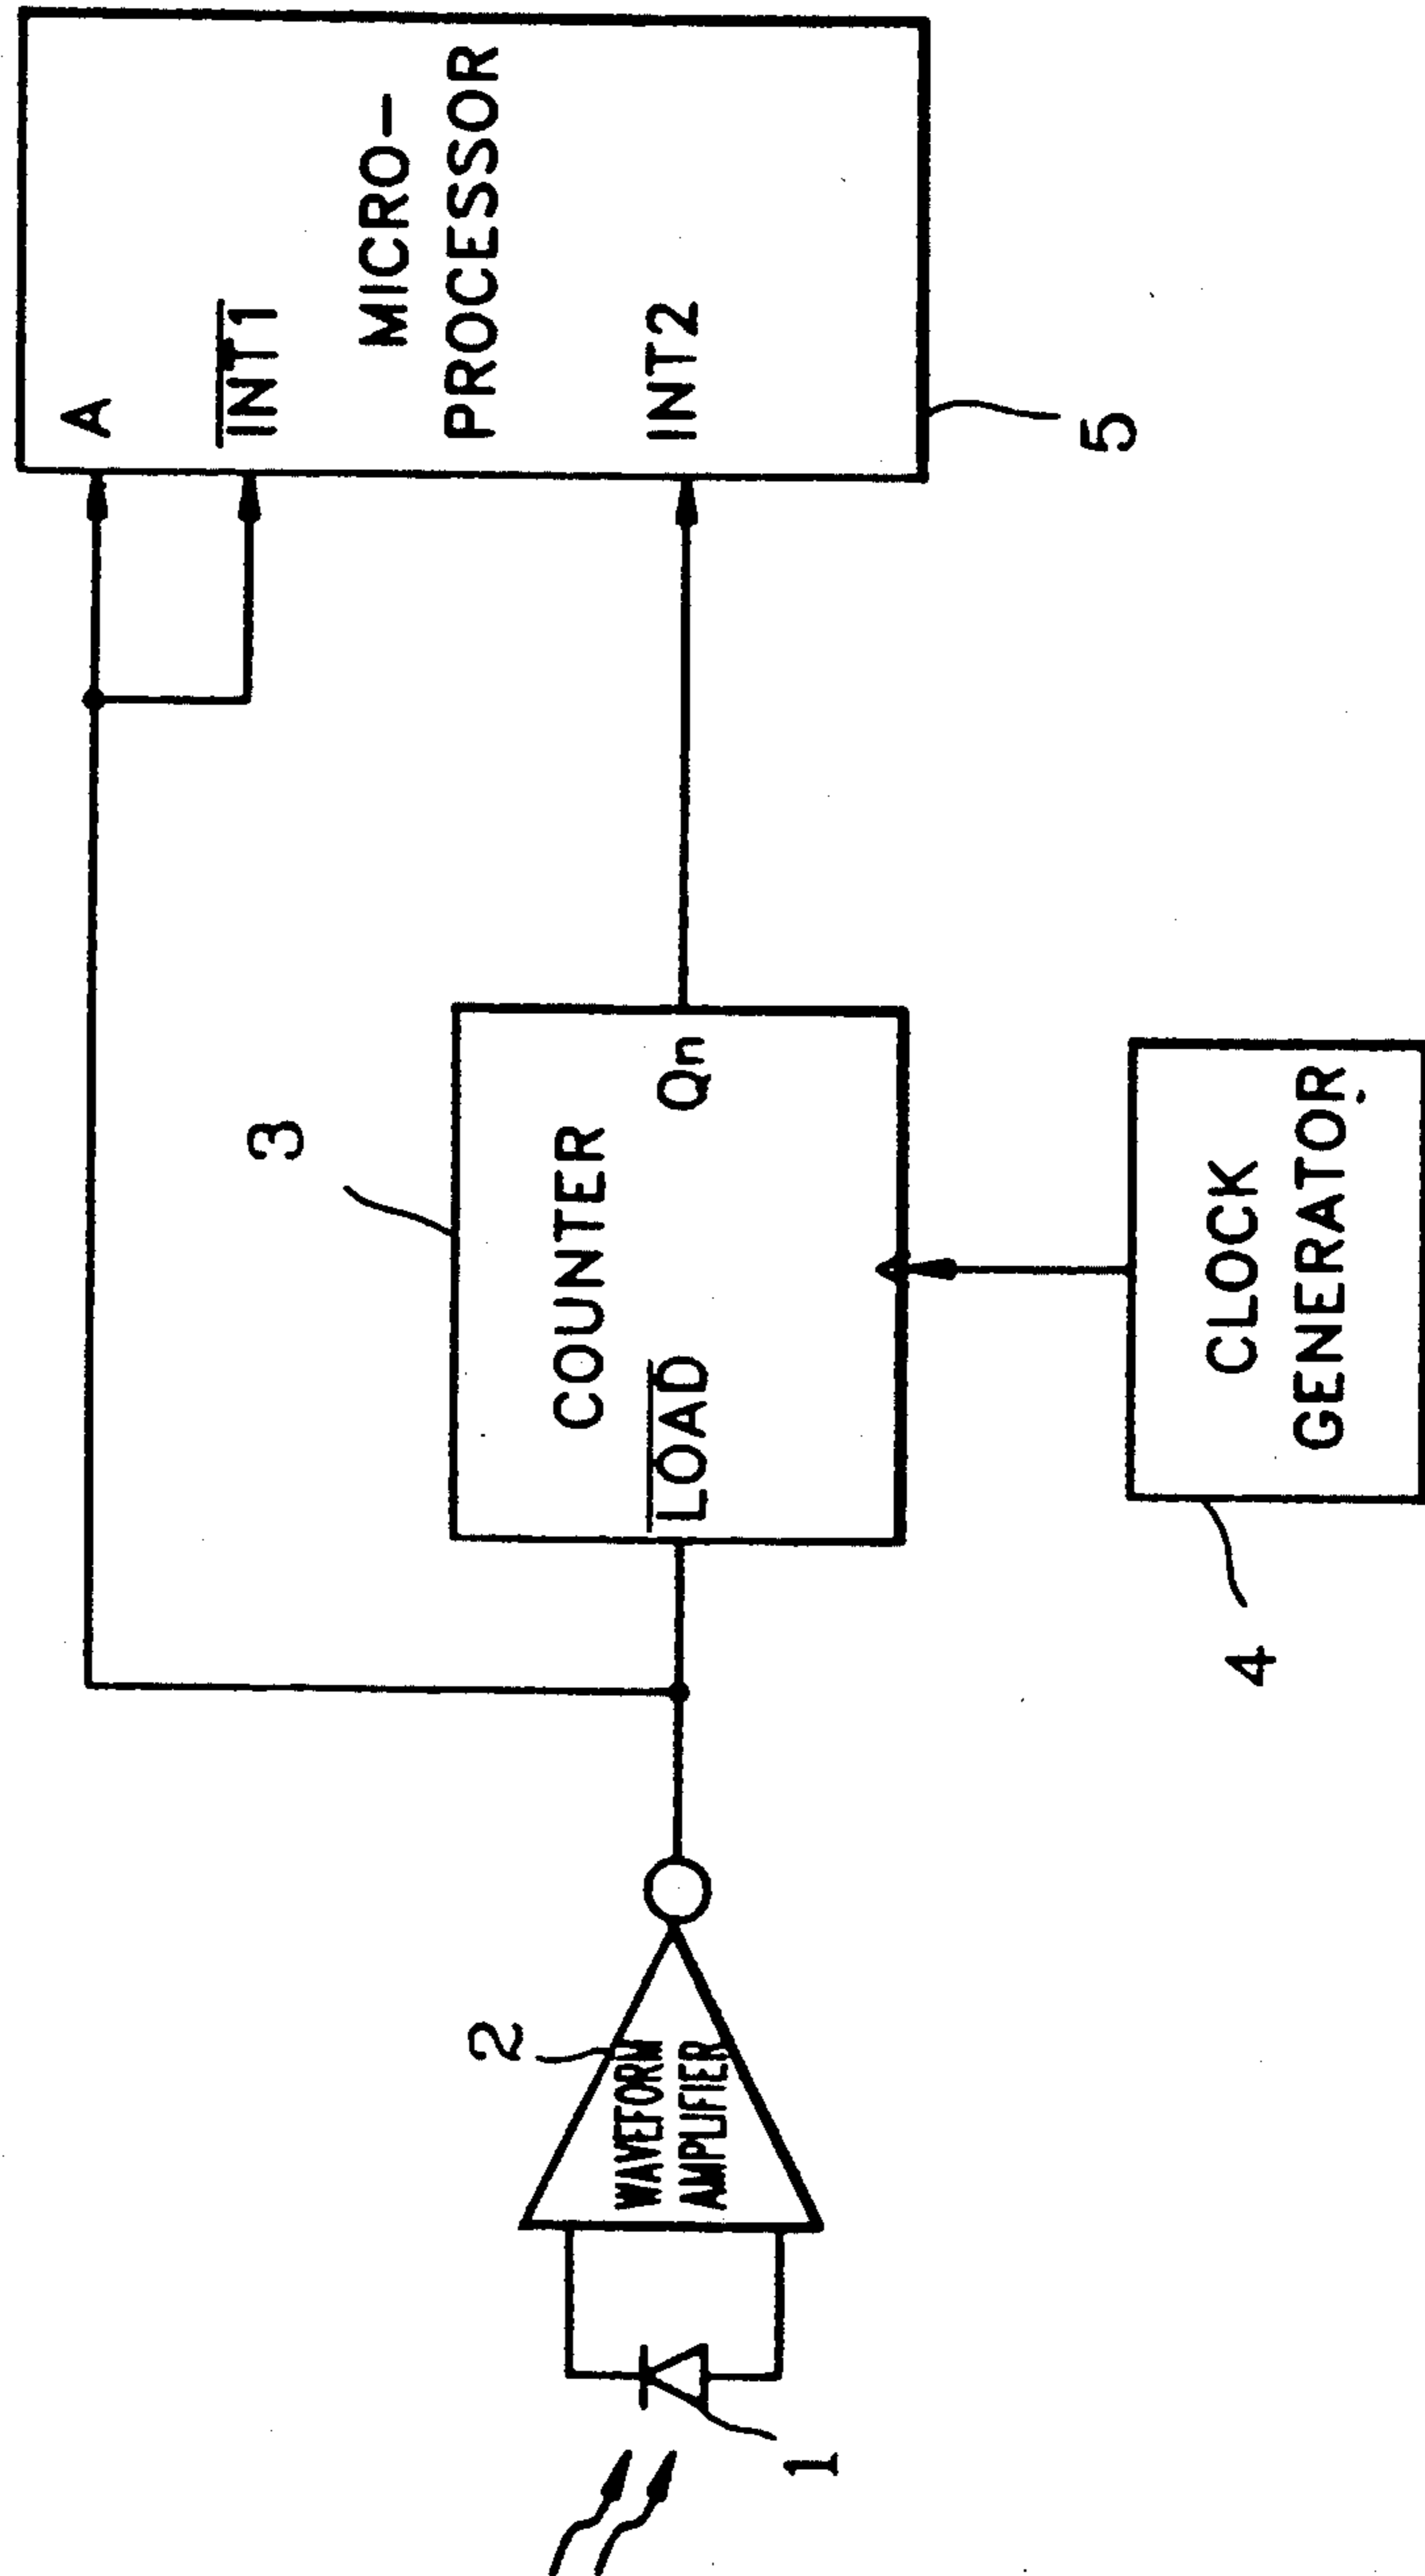 A
INT1
MICRO-
PROCESSOR
INT2
5
3
COUNTER
LOAD
Qn
CLOCK
GENERATOR
4
2
WAVEFORM
AMPLIFIER
1